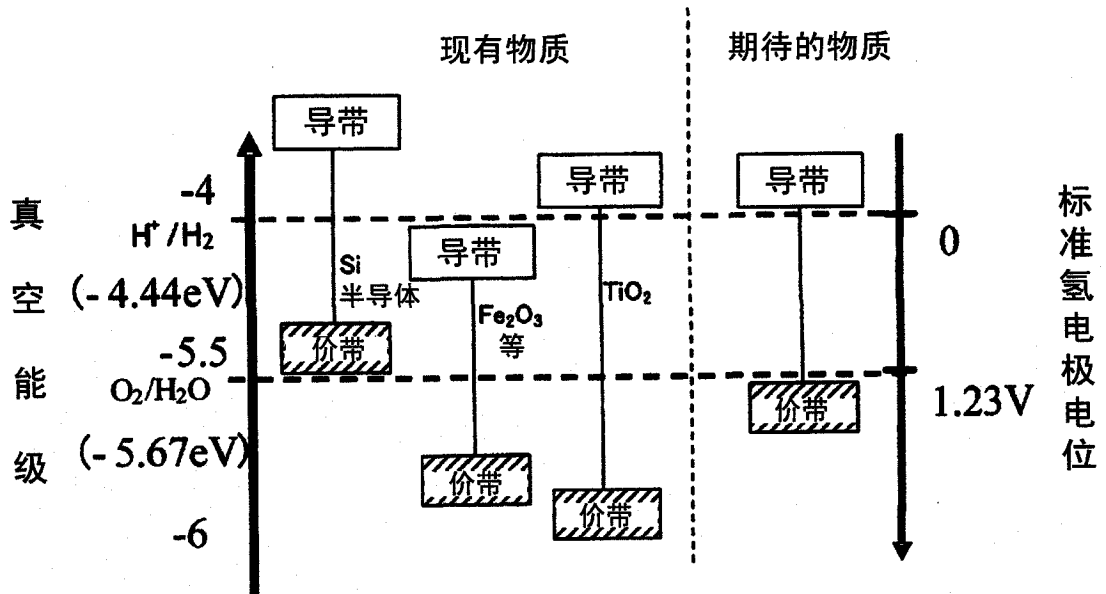 现有物质
期待的物质
真空能级
-4
H⁺/H₂
(-4.44eV)
-5.5
O₂/H₂O
(-5.67eV)
-6
导带
Si
半导体
价带
导带
Fe₂O₃
等
价带
导带
TiO₂
价带
导带
价带
0
1.23V
标准氢电极电位